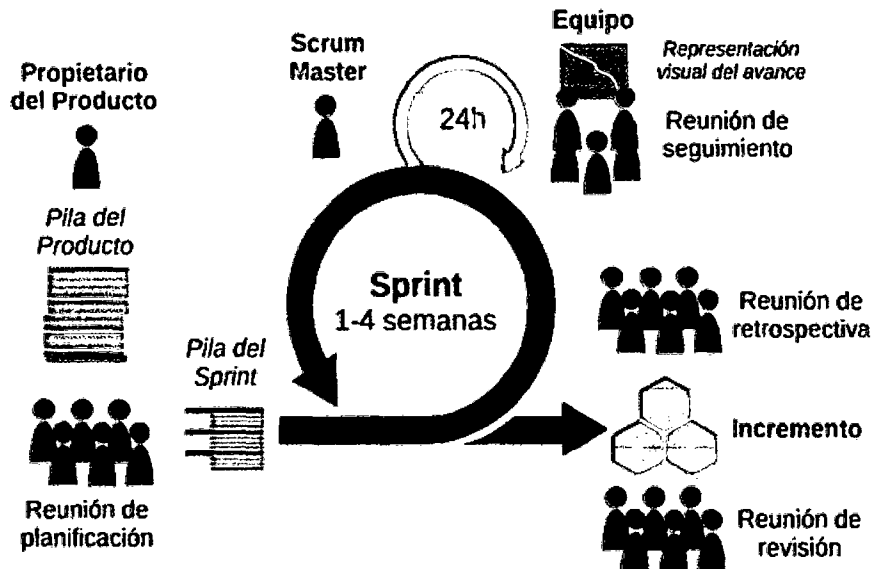 Propietario
del Producto
Pila del
Producto
Reunión de
planificación
Pila del
Sprint
Scrum
Master
24h
Sprint
1-4 semanas
Equipo
Representación
visual del avance
Reunión de
seguimiento
Reunión de
retrospectiva
Incremento
Reunión de
revisión